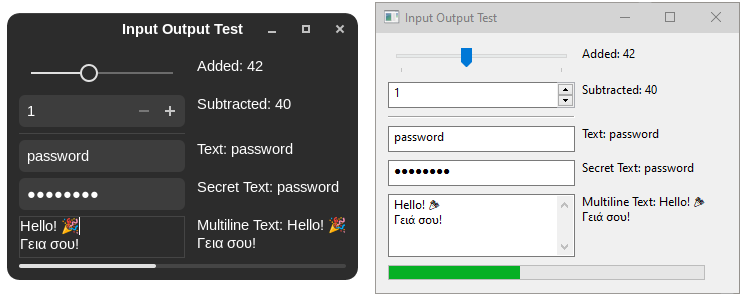 Input Output Test
Added: 42
1
Subtracted: 40
password
Text: password
●●●●●●●●
Secret Text: password
Hello! 🎉
Γεια σου!
Multiline Text: Hello! 🎉
Γεια σου!
Input Output Test
Added: 42
1
Subtracted: 40
password
Text: password
●●●●●●●●
Secret Text: password
Hello! 🎉
Γειά σου!
Multiline Text: Hello! 🎉
Γειά σου!